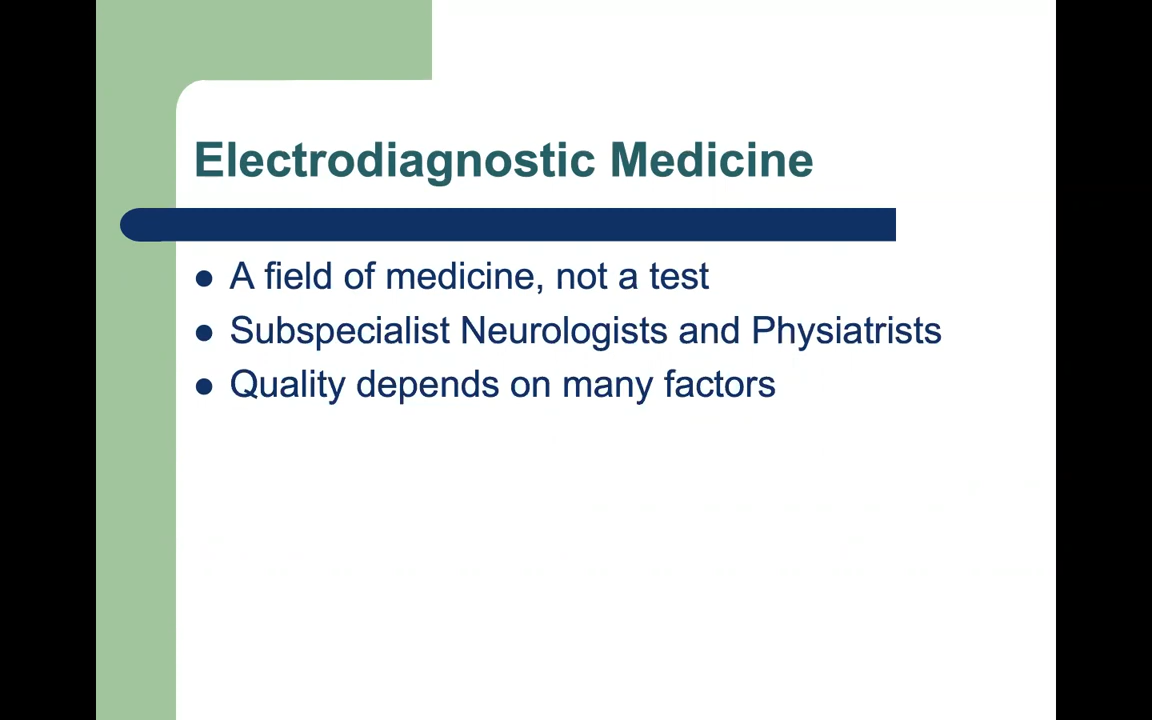 Electrodiagnostic Medicine
● A field of medicine, not a test
● Subspecialist Neurologists and Physiatrists
● Quality depends on many factors